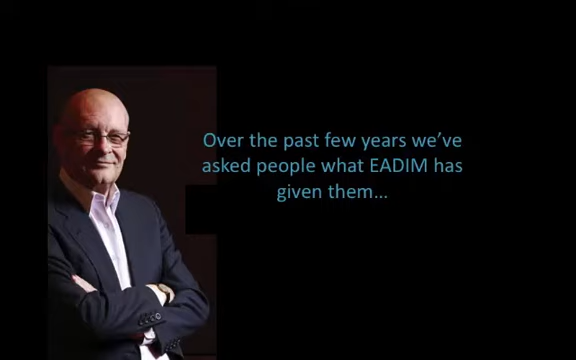 Over the past few years we’ve
asked people what EADIM has
given them…